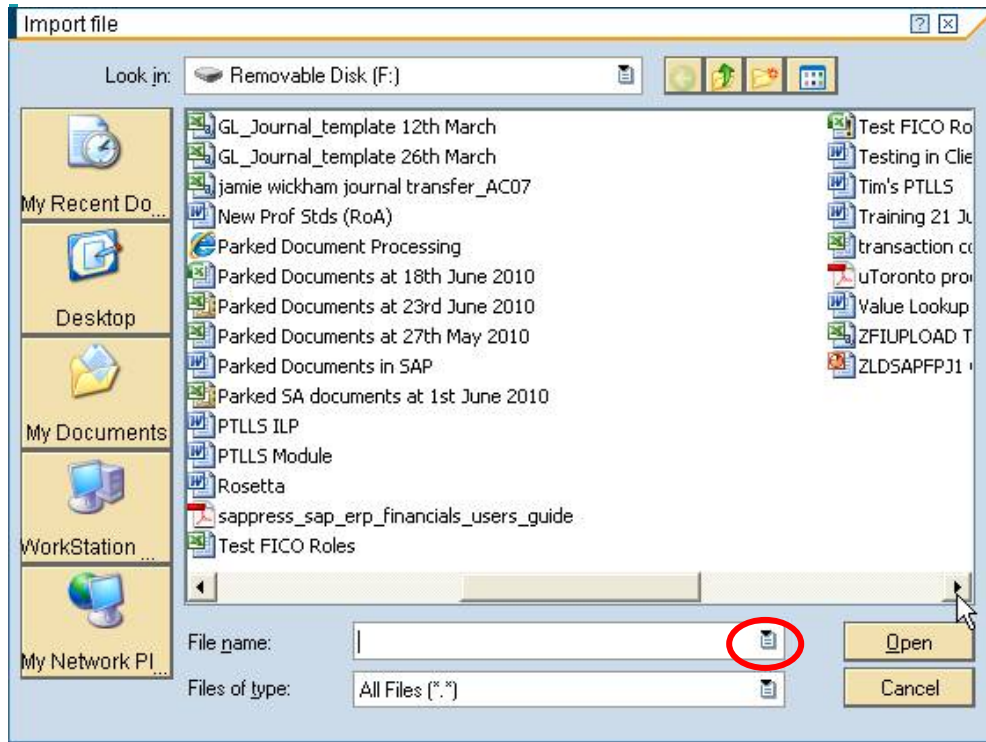 Import file
Look in: Removable Disk (F:)
My Recent Do...
Desktop
My Documents
WorkStation ...
My Network Pl...
GL_Journal_template 12th March
GL_Journal_template 26th March
jamie wickham journal transfer_AC07
New Prof Stds (RoA)
Parked Document Processing
Parked Documents at 18th June 2010
Parked Documents at 23rd June 2010
Parked Documents at 27th May 2010
Parked Documents in SAP
Parked SA documents at 1st June 2010
PTLLS ILP
PTLLS Module
Rosetta
sappress_sap_erp_financials_users_guide
Test FICO Roles
Test FICO Ro
Testing in Clie
Tim's PTLLS
Training 21 Ju
transaction co
uToronto pro
Value Lookup
ZFIUPLOAD T
ZLDSAPFPJ1
File name:
Open
Files of type: All Files (*.*)
Cancel